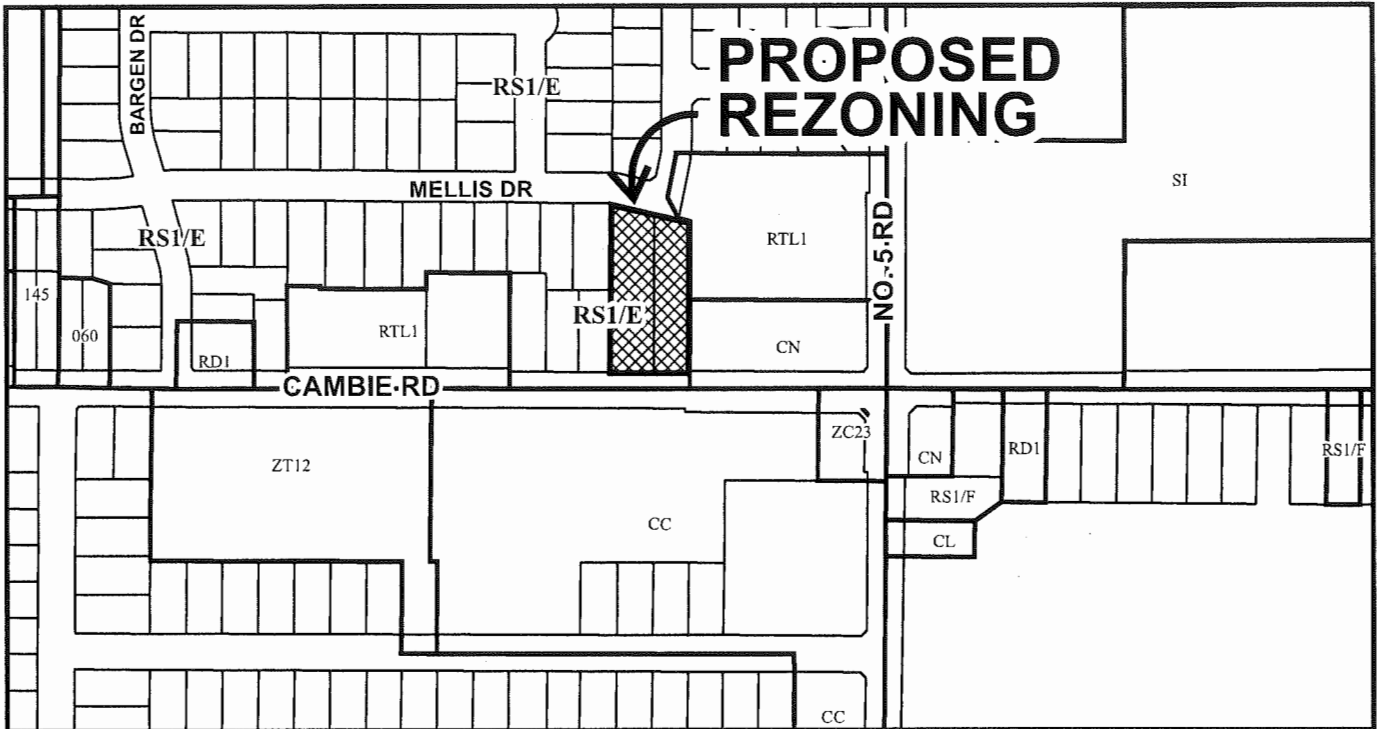 BARGEN DR
RS1/E
PROPOSED
REZONING
SI
MELLIS DR
RS1/E
RTL1
NO. 5 RD
145
060
RD1
RTL1
RS1/E
CN
CAMBIE RD
ZT12
CC
ZC23
CN
RD1
RS1/F
RS1/F
CL
CC